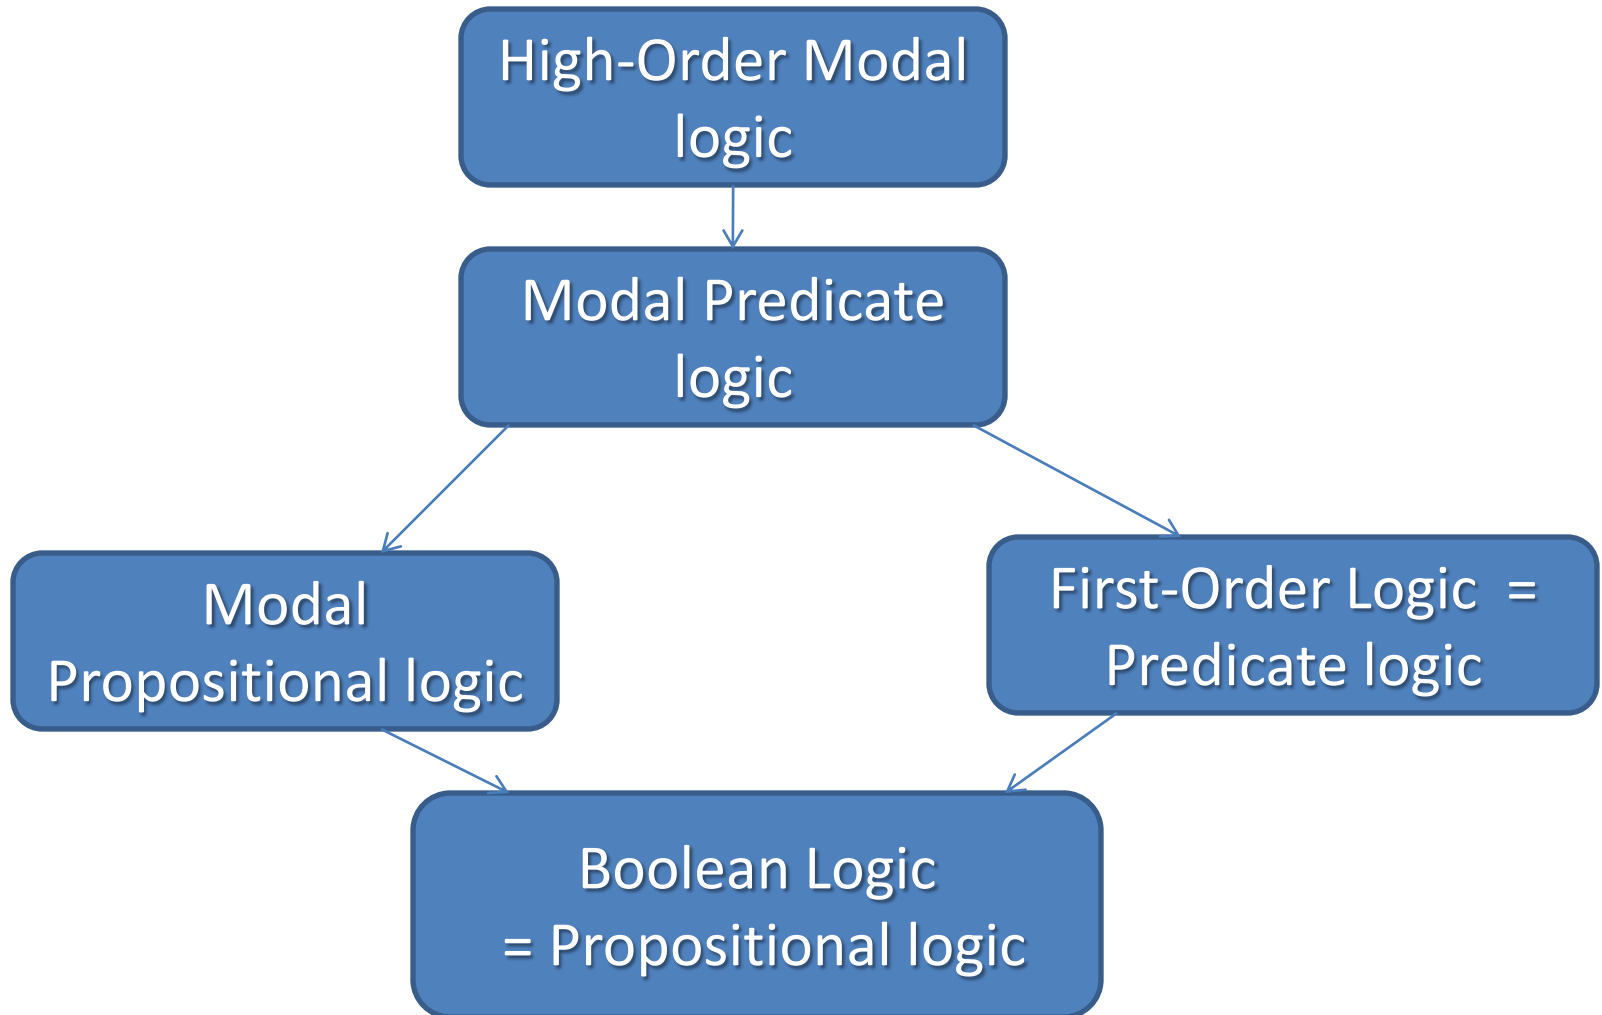 High-Order Modal
logic
Modal Predicate
logic
Modal
Propositional logic
First-Order Logic =
Predicate logic
Boolean Logic
= Propositional logic